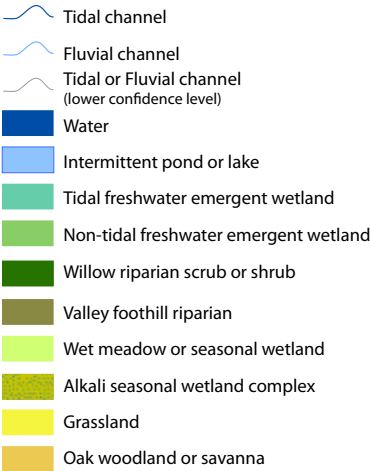 Tidal channel
Fluvial channel
Tidal or Fluvial channel
(lower confidence level)
Water
Intermittent pond or lake
Tidal freshwater emergent wetland
Non-tidal freshwater emergent wetland
Willow riparian scrub or shrub
Valley foothill riparian
Wet meadow or seasonal wetland
Alkali seasonal wetland complex
Grassland
Oak woodland or savanna